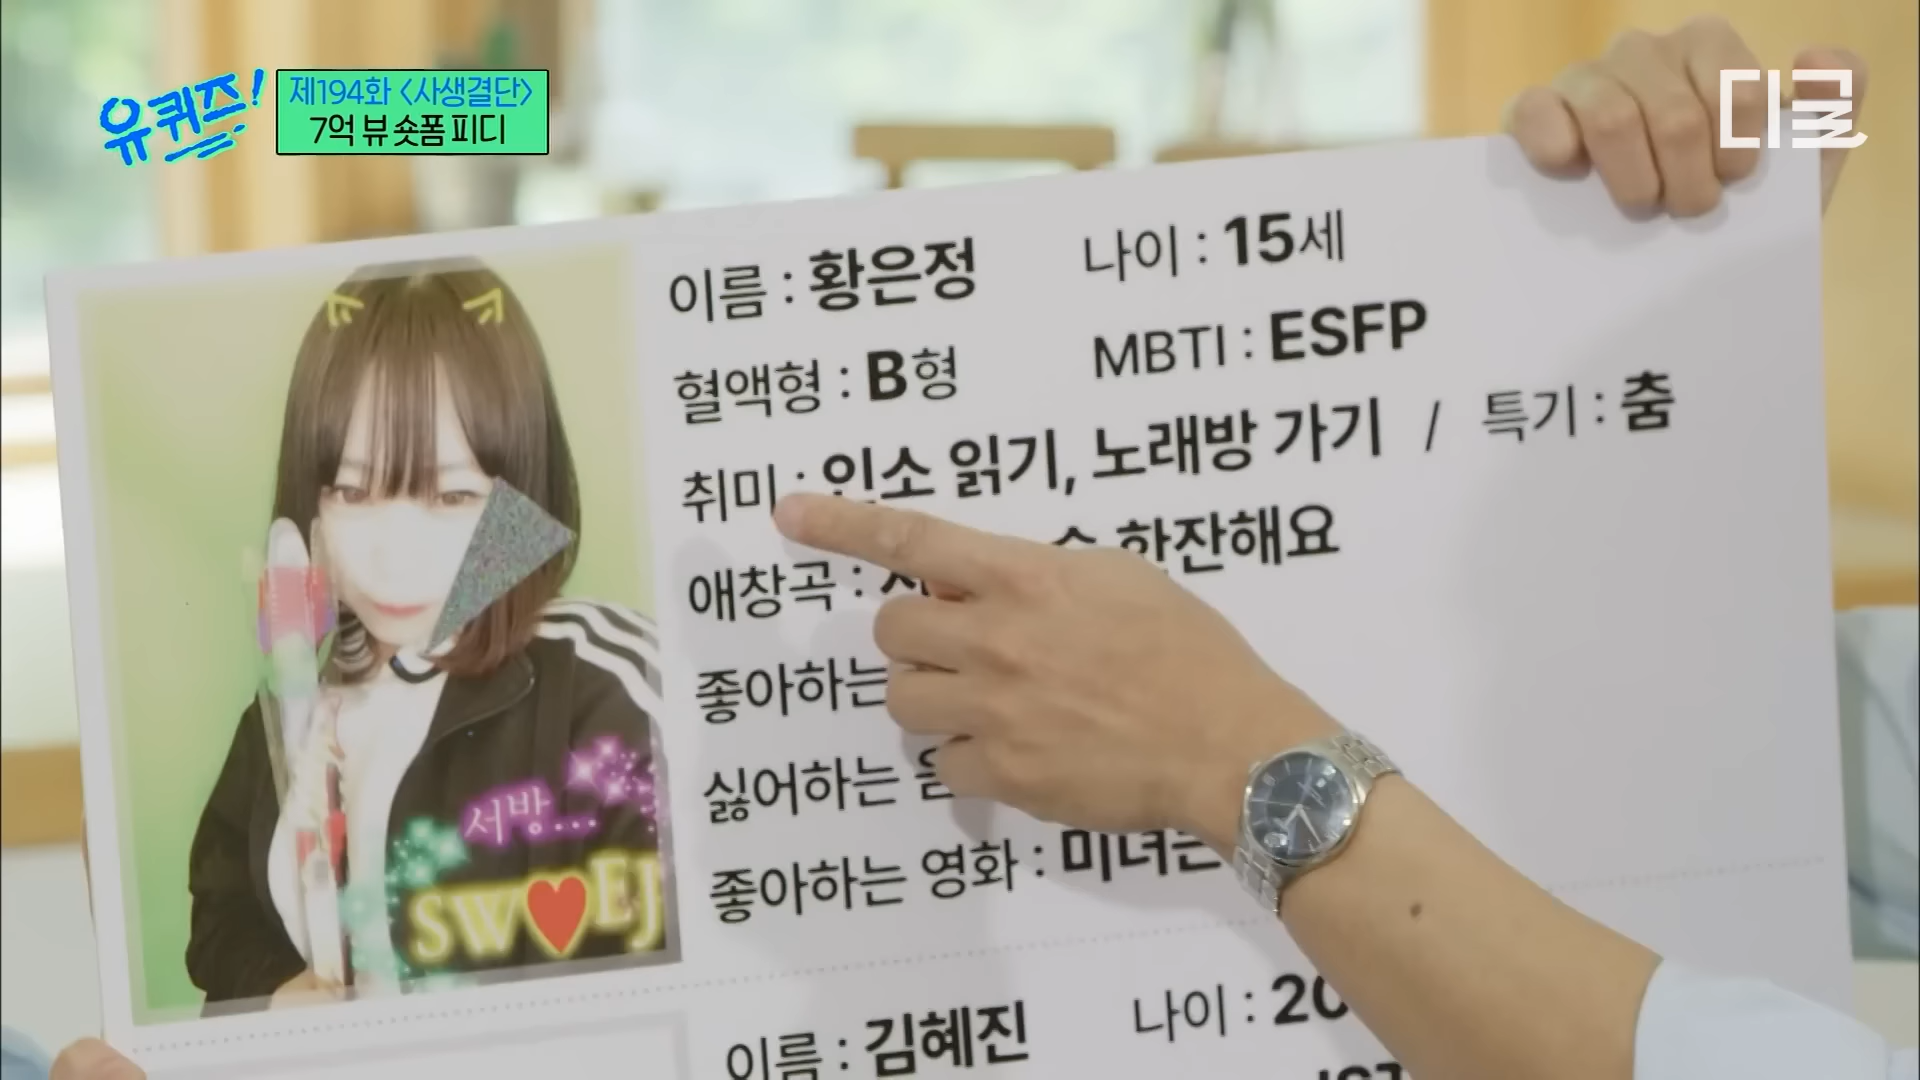 유퀴즈!
제194화 <사생결단>
7억 뷰 숏폼 피디
디글
이름 : 황은정 나이 : 15세
혈액형 : B형 MBTI : ESFP
취미 : 인소 읽기, 노래방 가기 / 특기 : 춤
애창곡 : 한잔해요
좋아하는
싫어하는
좋아하는 영화 : 미녀는
서방...
SW♥EJ
이름 : 김혜진 나이 : 20